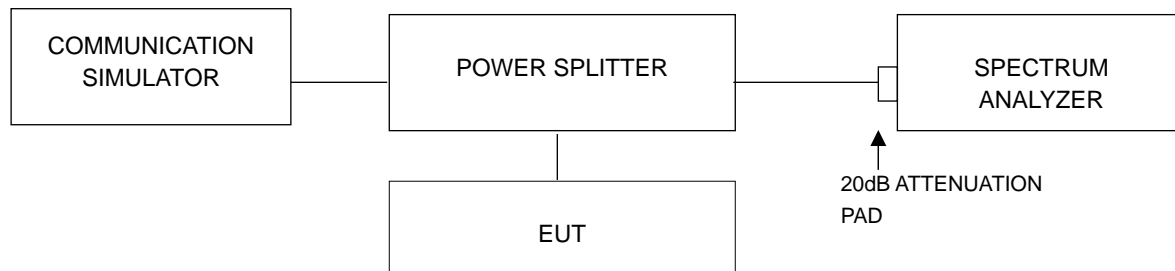 COMMUNICATION
SIMULATOR
POWER SPLITTER
SPECTRUM
ANALYZER
20dB ATTENUATION
PAD
EUT